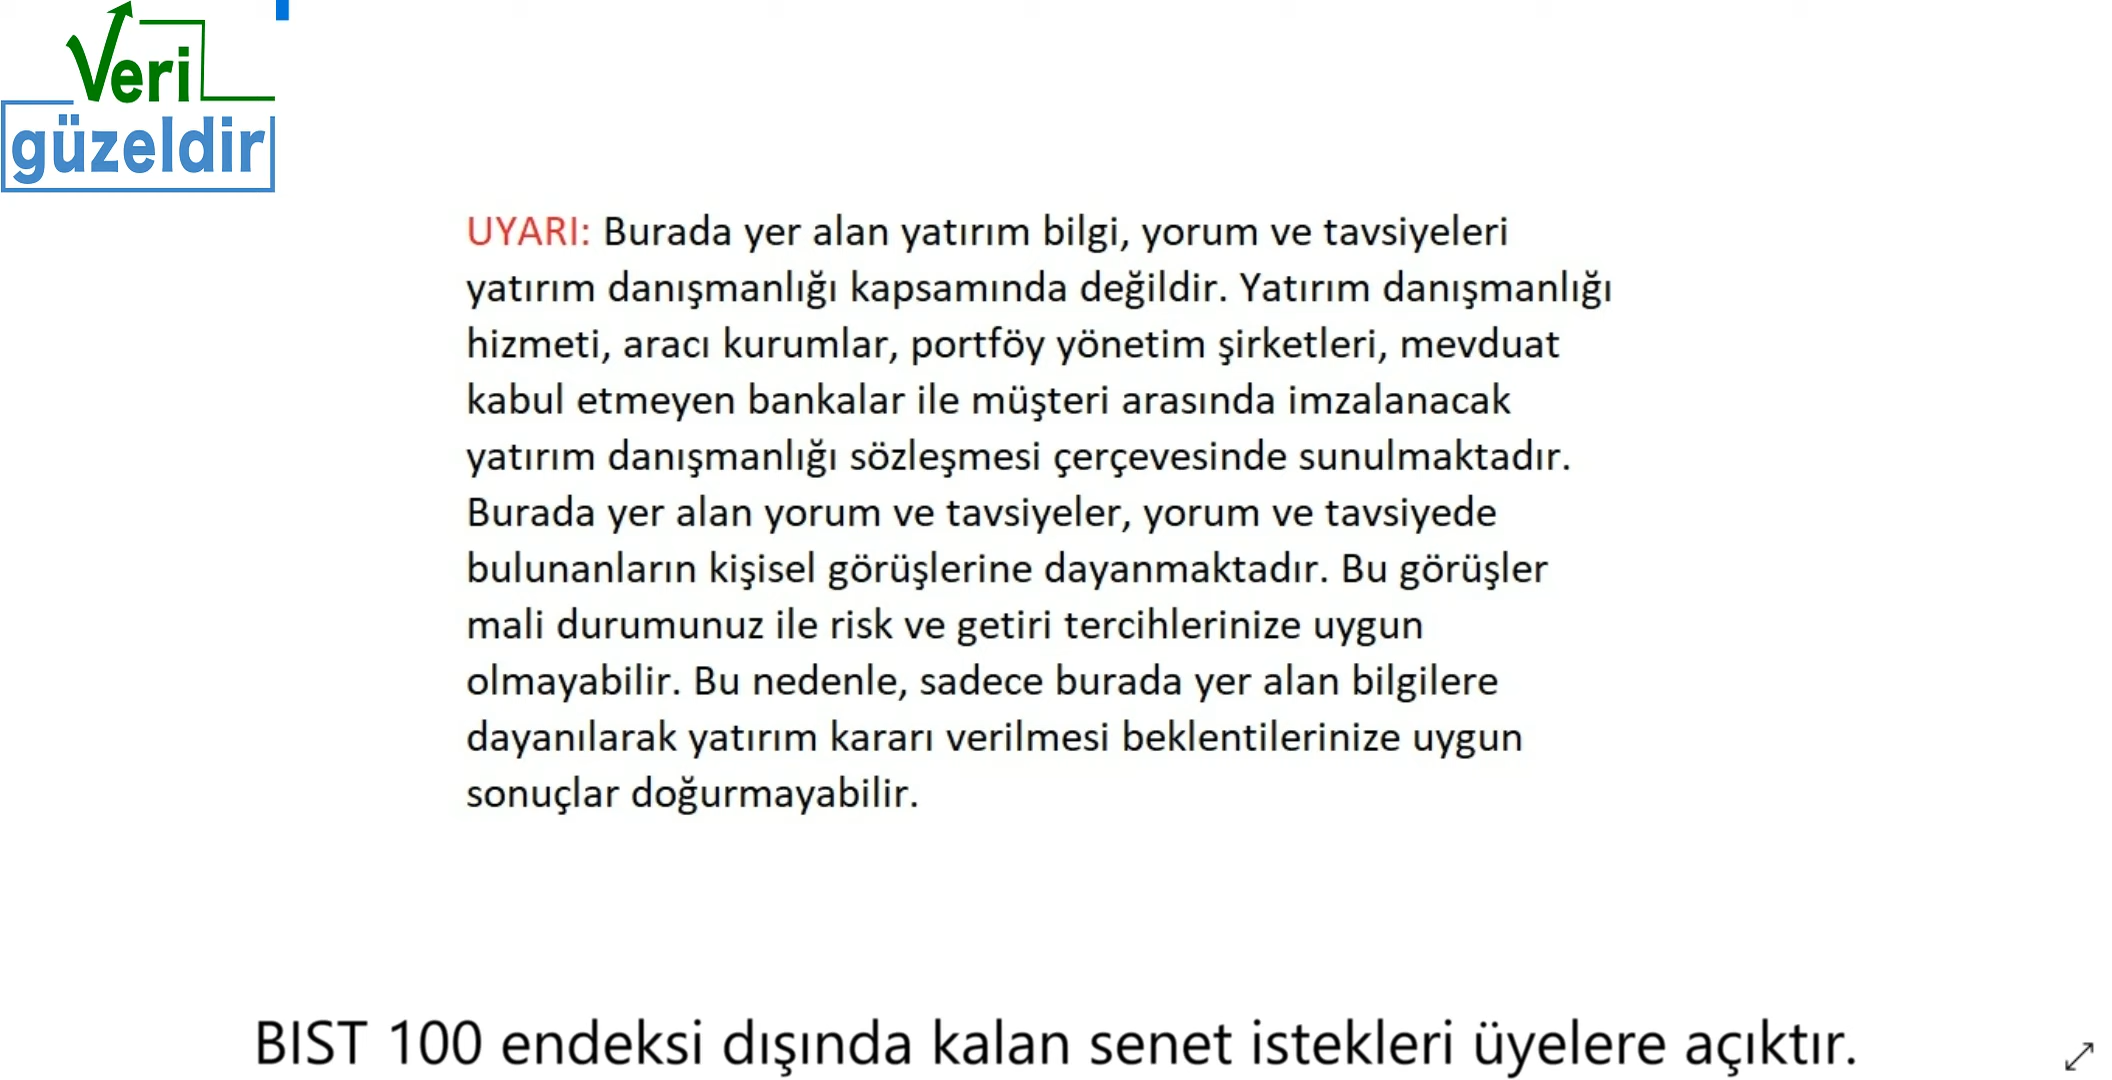 Veri
güzeldir
UYARI: Burada yer alan yatırım bilgi, yorum ve tavsiyeleri
yatırım danışmanlığı kapsamında değildir. Yatırım danışmanlığı
hizmeti, aracı kurumlar, portföy yönetim şirketleri, mevduat
kabul etmeyen bankalar ile müşteri arasında imzalanacak
yatırım danışmanlığı sözleşmesi çerçevesinde sunulmaktadır.
Burada yer alan yorum ve tavsiyeler, yorum ve tavsiyede
bulunanların kişisel görüşlerine dayanmaktadır. Bu görüşler
mali durumunuz ile risk ve getiri tercihlerinize uygun
olmayabilir. Bu nedenle, sadece burada yer alan bilgilere
dayanılarak yatırım kararı verilmesi beklentilerinize uygun
sonuçlar doğurmayabilir.
BIST 100 endeksi dışında kalan senet istekleri üyelere açıktır.